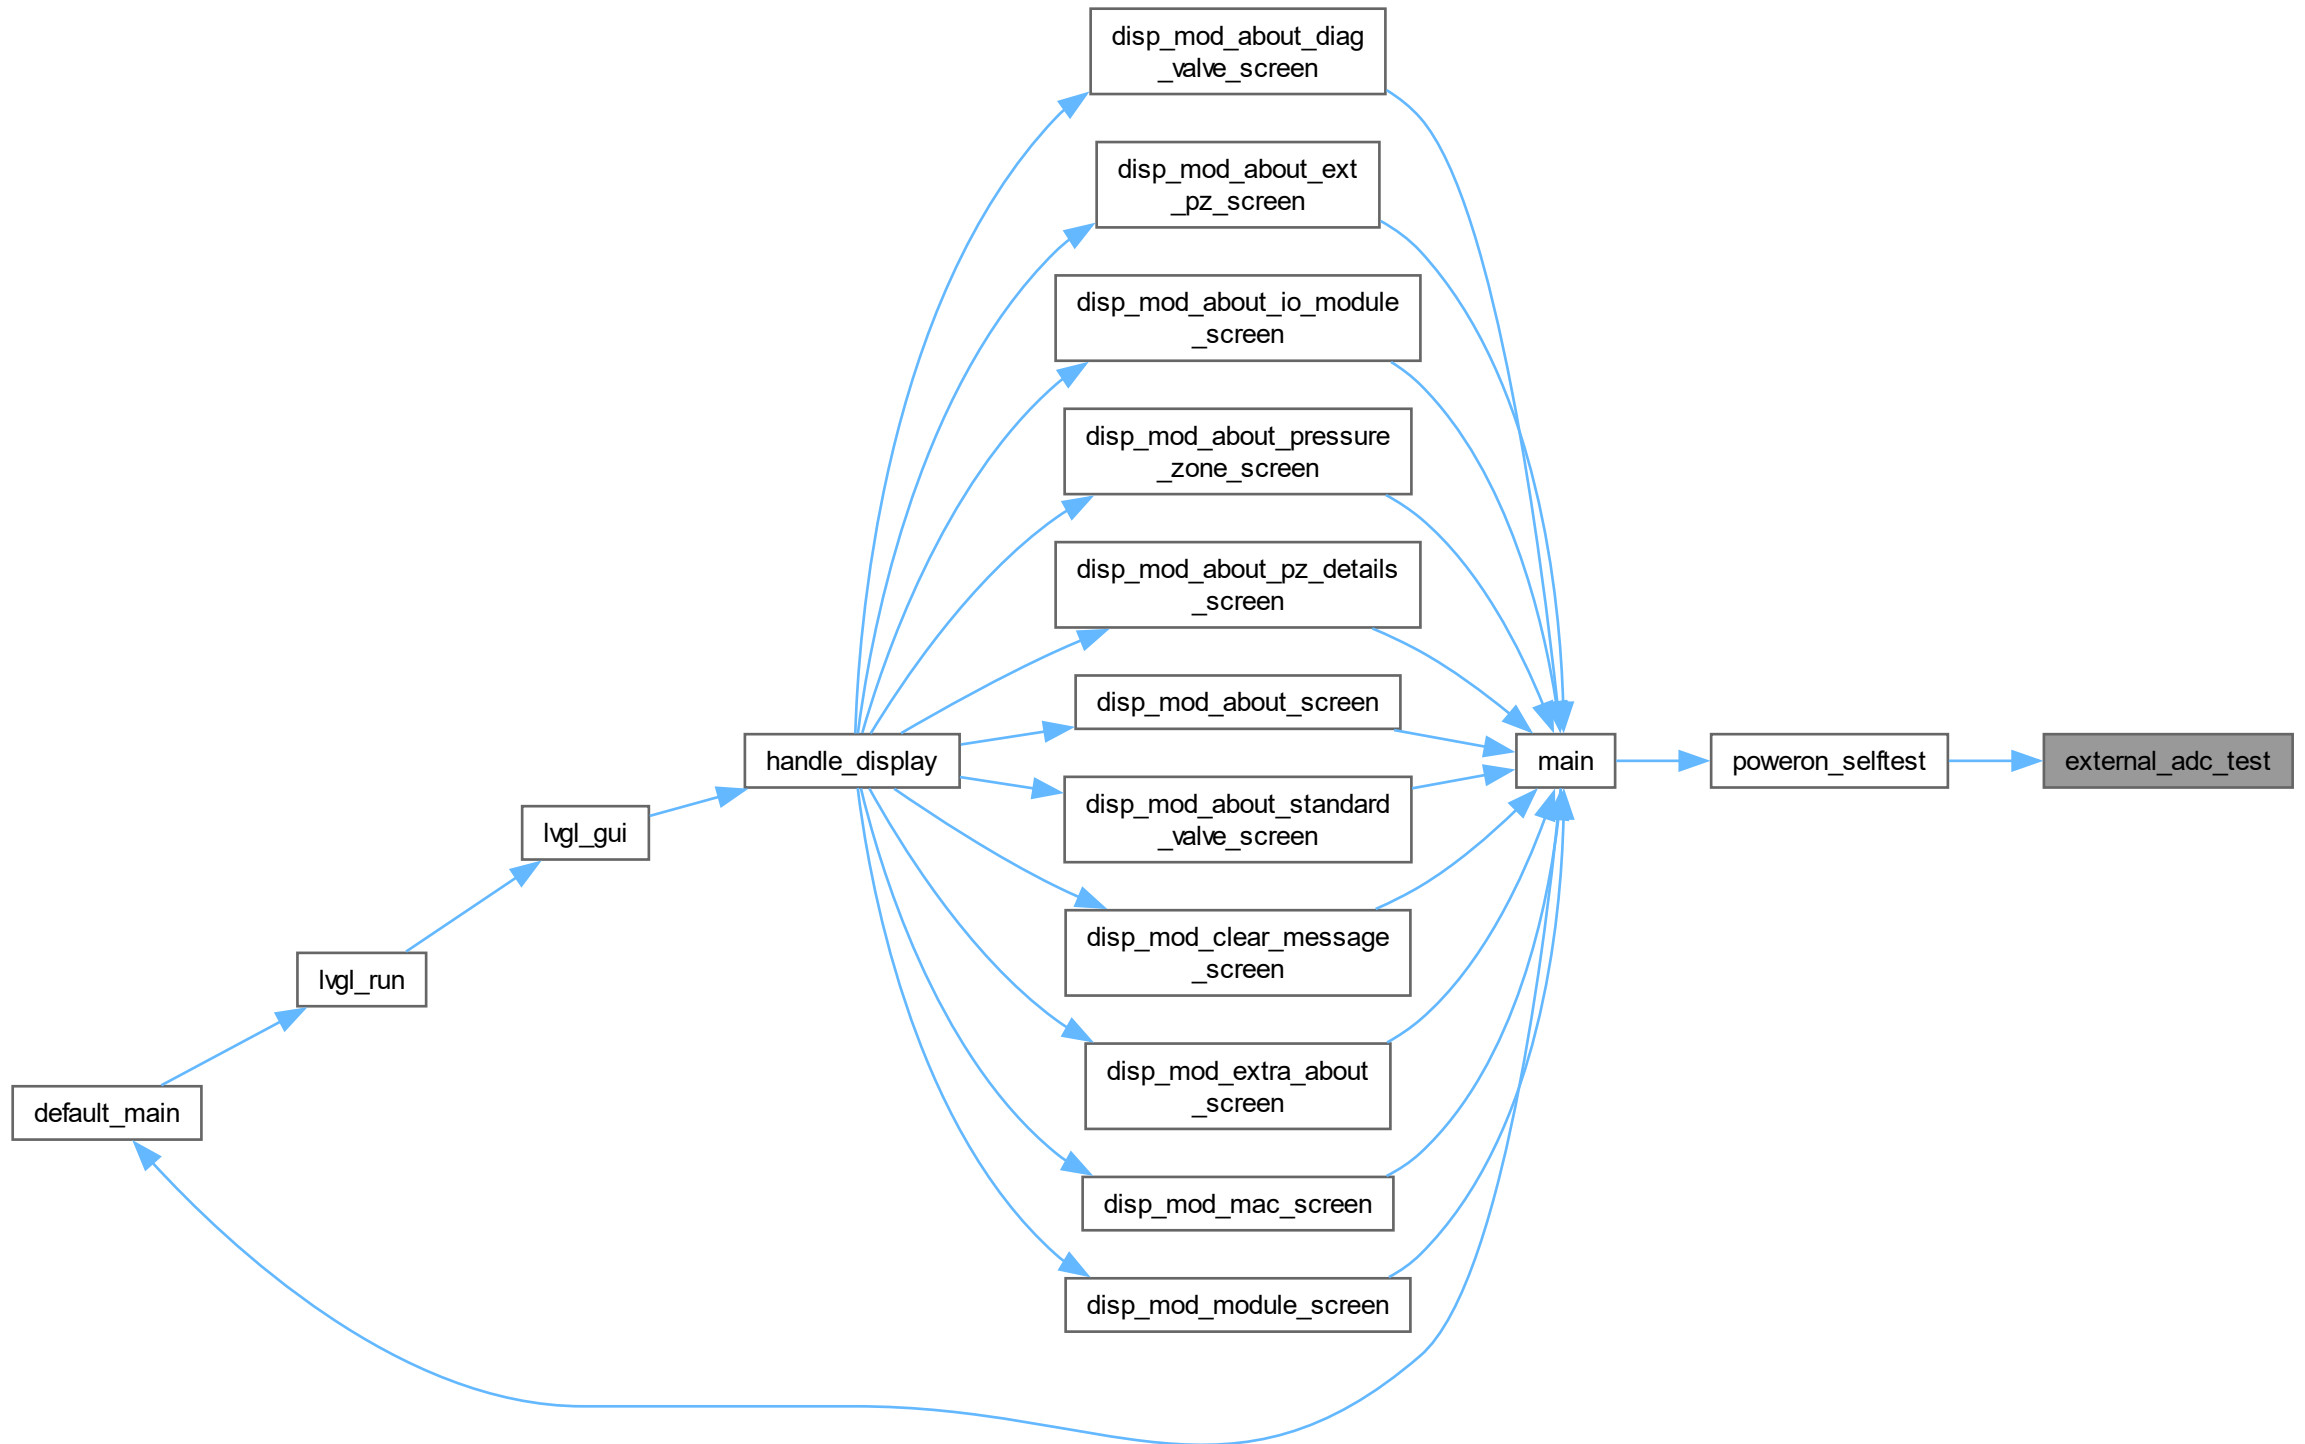 disp_mod_about_diag
_valve_screen
disp_mod_about_ext
_pz_screen
disp_mod_about_io_module
_screen
disp_mod_about_pressure
_zone_screen
disp_mod_about_pz_details
_screen
disp_mod_about_screen
handle_display
main
poweron_selftest
external_adc_test
disp_mod_about_standard
_valve_screen
lvgl_gui
disp_mod_clear_message
_screen
lvgl_run
disp_mod_extra_about
_screen
default_main
disp_mod_mac_screen
disp_mod_module_screen